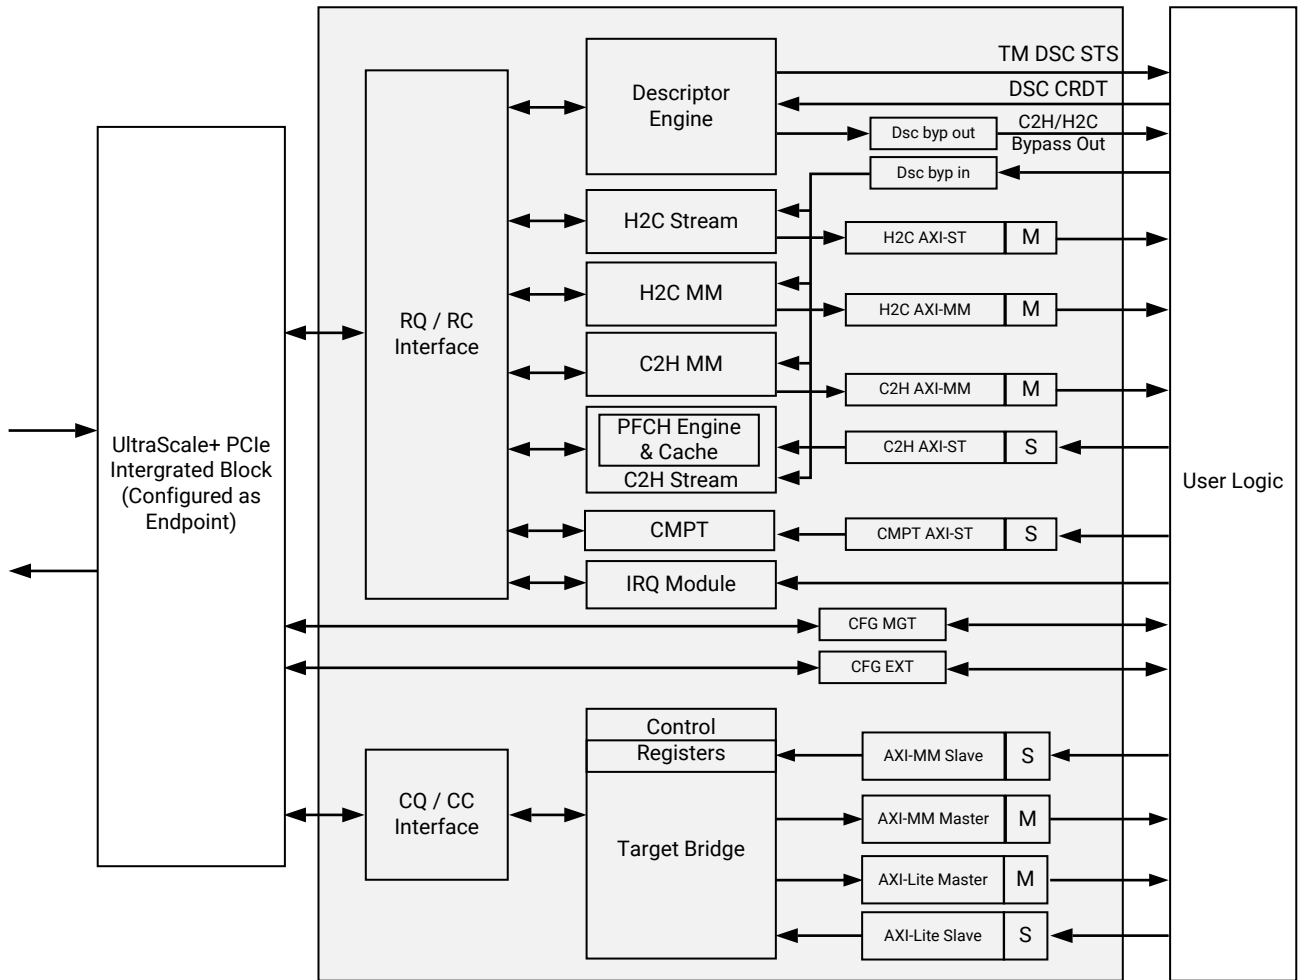 TM DSC STS
Descriptor
Engine
DSC CRDT
Dsc byp out
C2H/H2C
Bypass Out
Dsc byp in
H2C Stream
H2C AXI-ST
M
H2C MM
H2C AXI-MM
M
RQ / RC
Interface
C2H MM
C2H AXI-MM
M
PFCH Engine
& Cache
C2H Stream
C2H AXI-ST
S
UltraScale+ PCIe
Intergrated Block
(Configured as
Endpoint)
User Logic
CMPT
CMPT AXI-ST
S
IRQ Module
CFG MGT
CFG EXT
Control
Registers
AXI-MM Slave
S
CQ / CC
Interface
Target Bridge
AXI-MM Master
M
AXI-Lite Master
M
AXI-Lite Slave
S